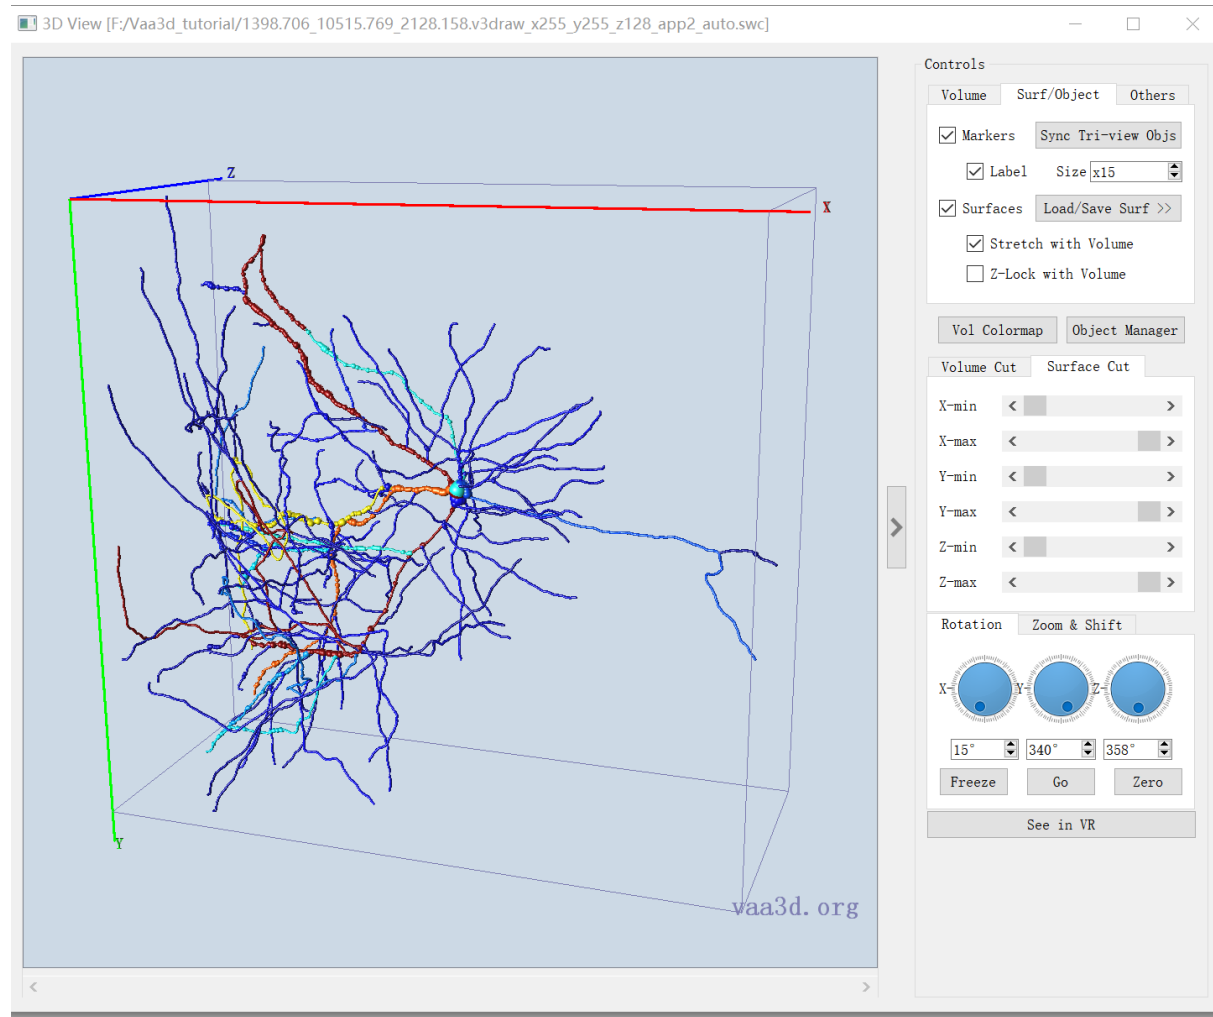 3D View [F:/Vaa3d_tutorial/1398.706_10515.769_2128.158.v3draw_x255_y255_z128_app2_auto.swc]
Z
X
Y
vaa3d.org
Controls
Volume Surf/Object Others
Markers Sync Tri-view Objs
Label Size x15
Surfaces Load/Save Surf >>
Stretch with Volume
Z-Lock with Volume
Vol Colormap Object Manager
Volume Cut Surface Cut
X-min
X-max
Y-min
Y-max
Z-min
Z-max
Rotation Zoom & Shift
X- Y- Z-
15° 340° 358°
Freeze Go Zero
See in VR